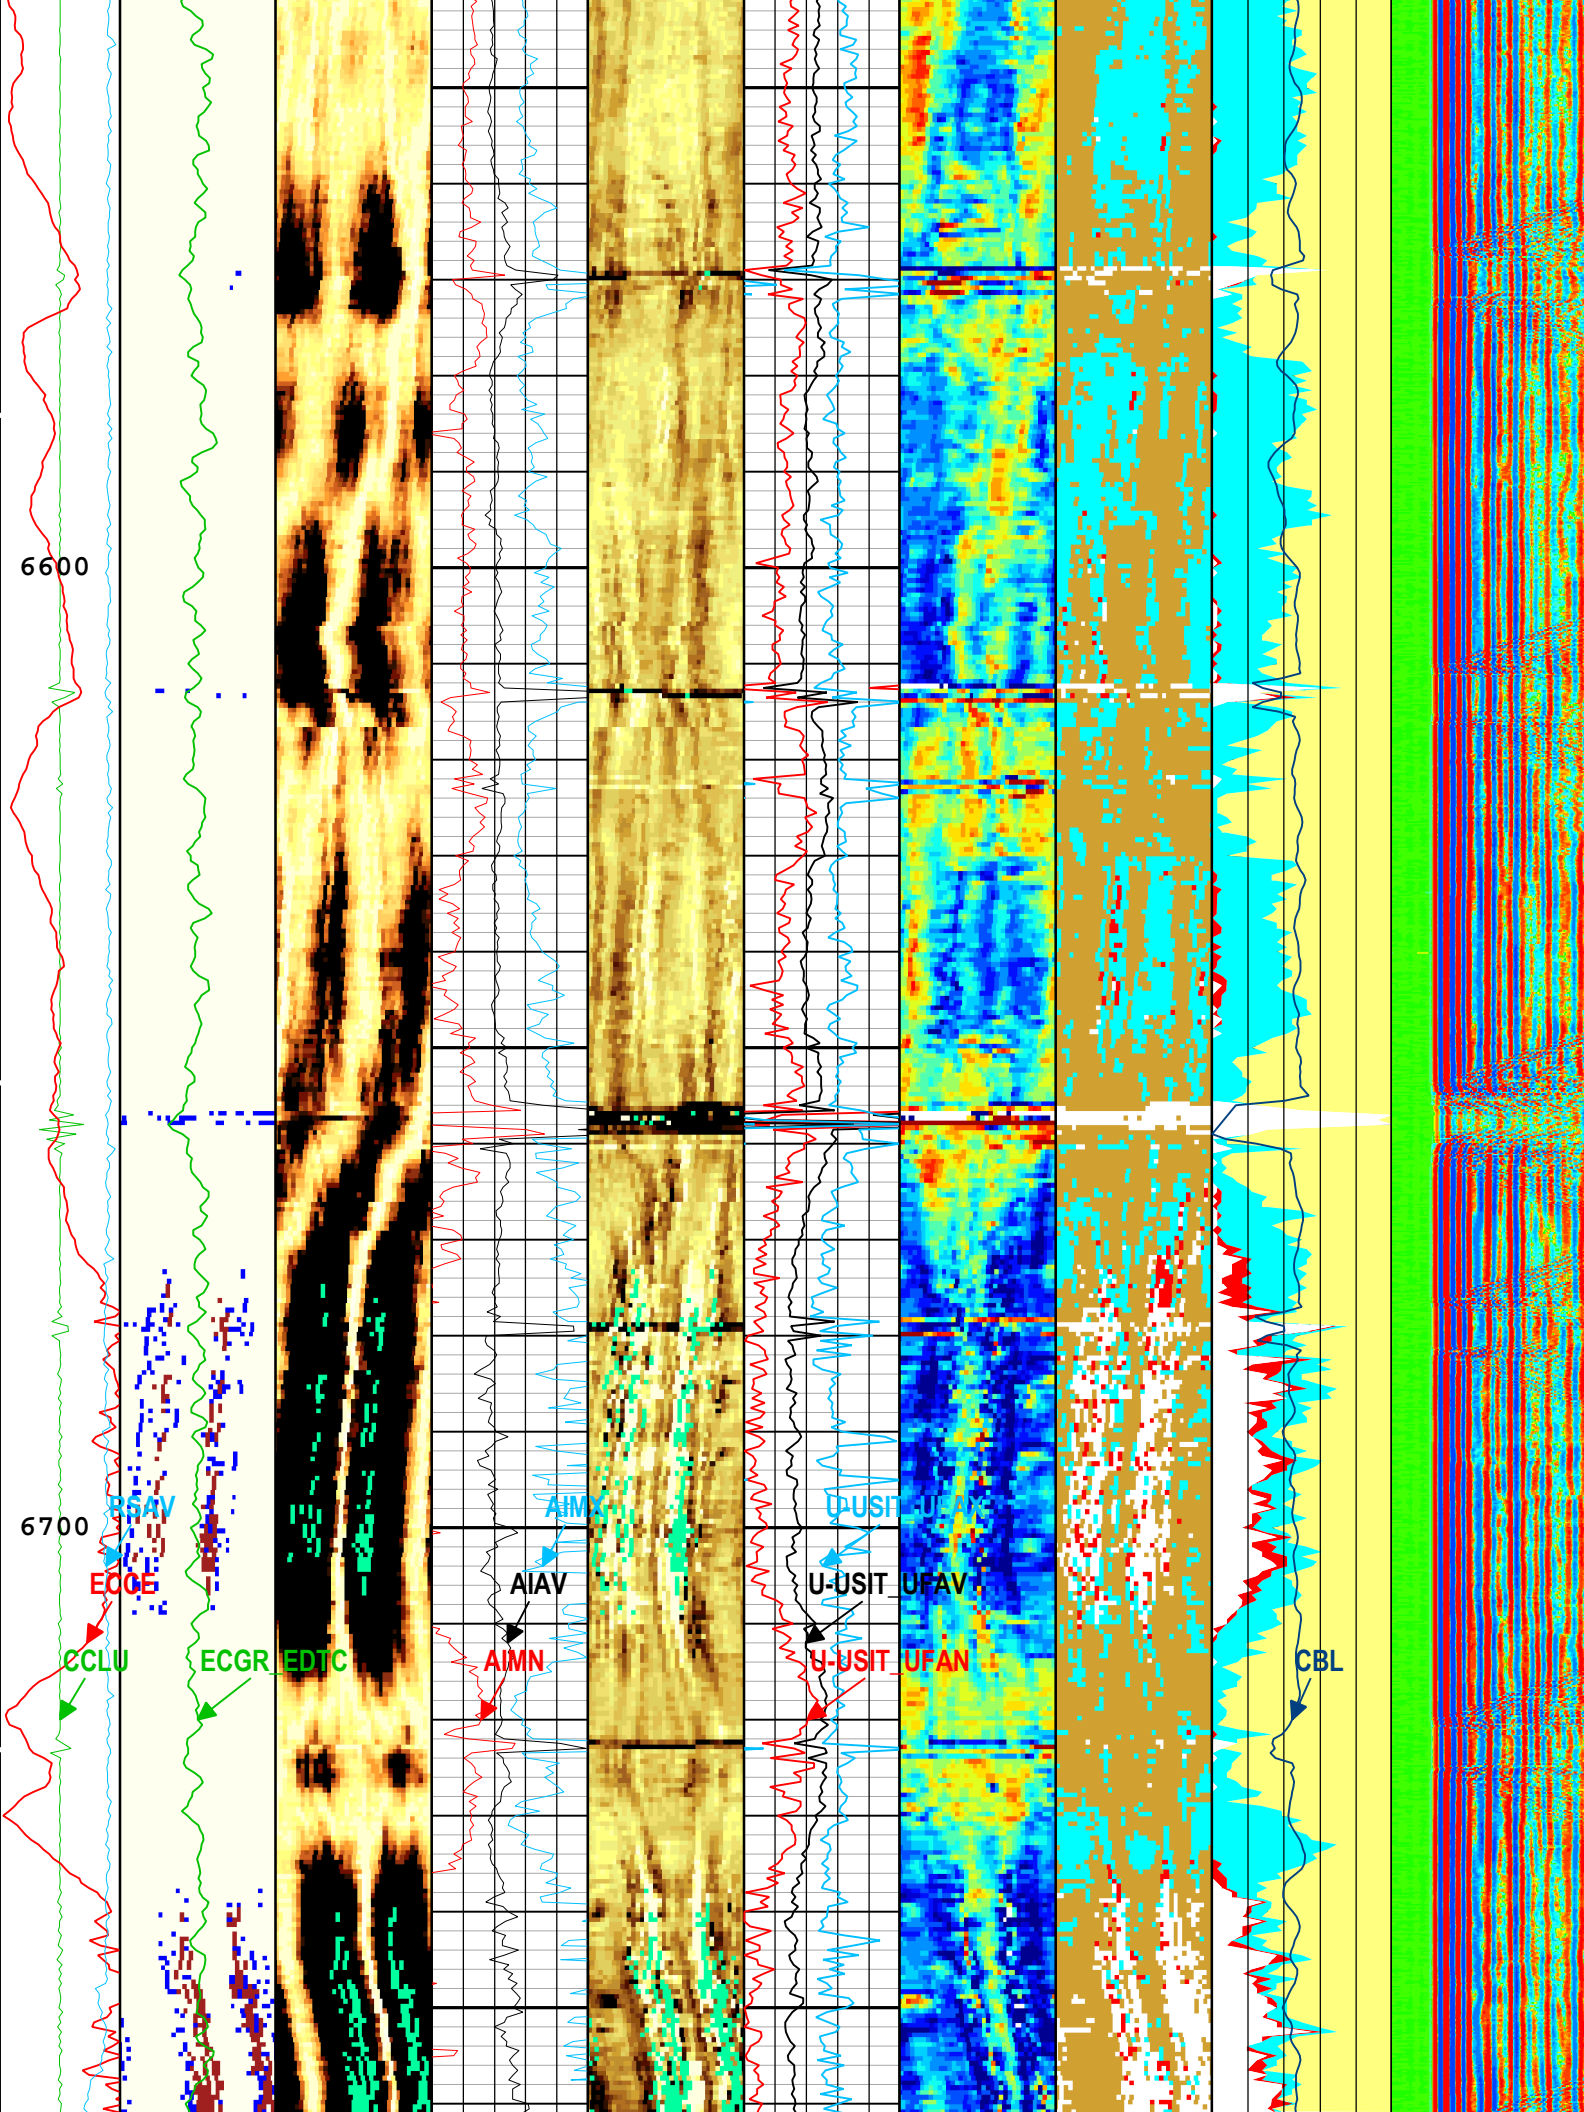 6600
RSAV AIMX U-USIT_UFAX
6700
ECCE AIAV U-USIT_UFAV
CCLU ECGR_EDTC AIMN U-USIT_UFAN CBL